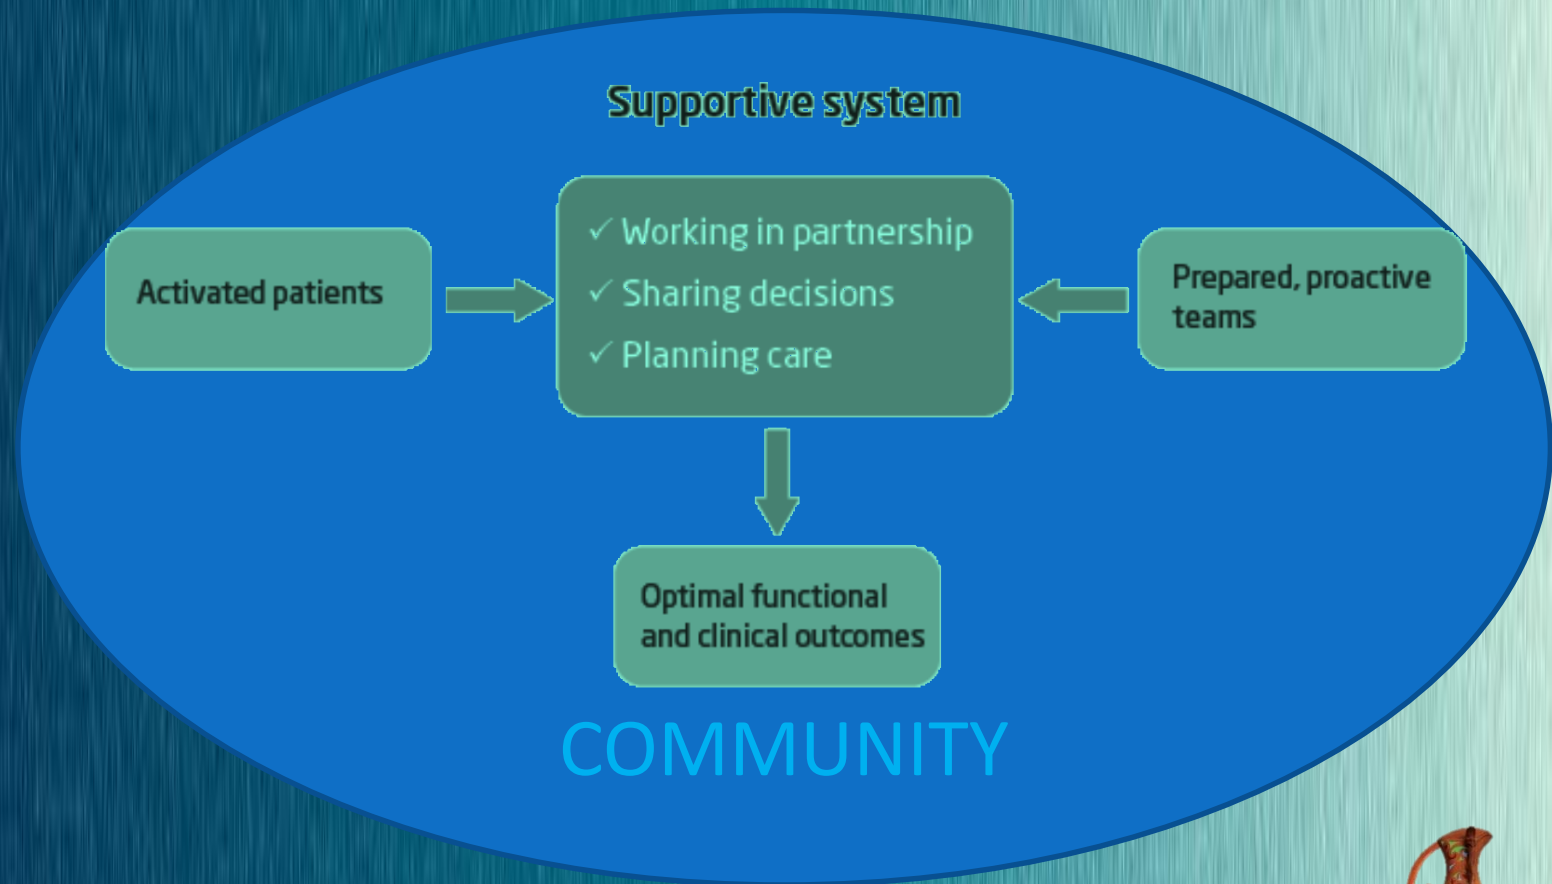 Supportive system
Activated patients
✓ Working in partnership
✓ Sharing decisions
✓ Planning care
Prepared, proactive
teams
Optimal functional
and clinical outcomes
COMMUNITY